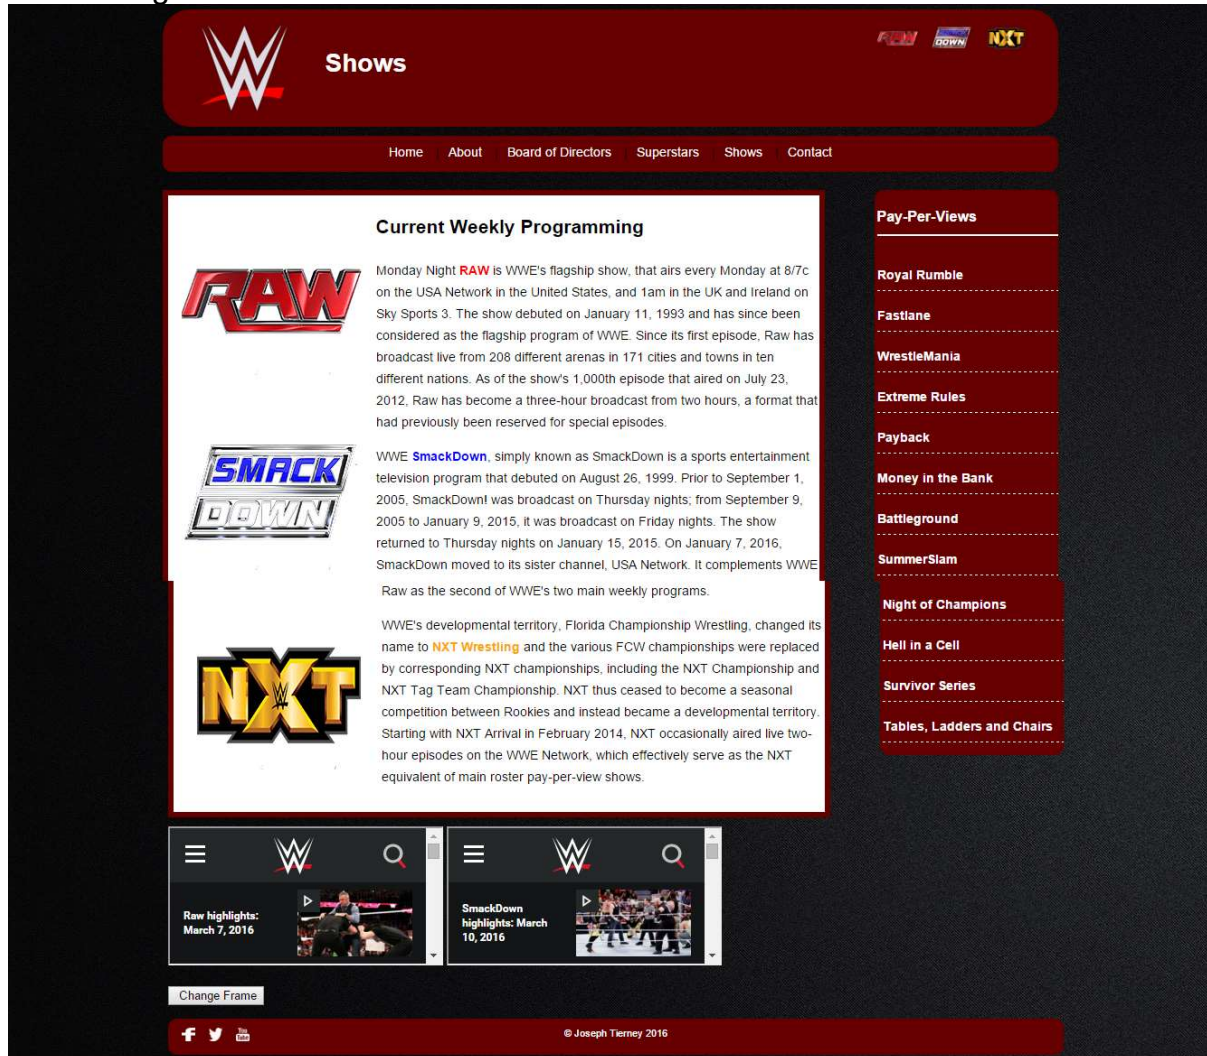 W
Shows
RAW SMACK DOWN NXT
Home About Board of Directors Superstars Shows Contact
Current Weekly Programming
RAW
Monday Night RAW is WWE's flagship show, that airs every Monday at 8/7c
on the USA Network in the United States, and 1am in the UK and Ireland on
Sky Sports 3. The show debuted on January 11, 1993 and has since been
considered as the flagship program of WWE. Since its first episode, Raw has
broadcast live from 208 different arenas in 171 cities and towns in ten
different nations. As of the show's 1,000th episode that aired on July 23,
2012, Raw has become a three-hour broadcast from two hours, a format that
had previously been reserved for special episodes.
SMACK
DOWN
WWE SmackDown, simply known as SmackDown is a sports entertainment
television program that debuted on August 26, 1999. Prior to September 1,
2005, SmackDown! was broadcast on Thursday nights; from September 9,
2005 to January 9, 2015, it was broadcast on Friday nights. The show
returned to Thursday nights on January 15, 2015. On January 7, 2016,
SmackDown moved to its sister channel, USA Network. It complements WWE
Raw as the second of WWE's two main weekly programs.
NXT
WWE's developmental territory, Florida Championship Wrestling, changed its
name to NXT Wrestling and the various FCW championships were replaced
by corresponding NXT championships, including the NXT Championship and
NXT Tag Team Championship. NXT thus ceased to become a seasonal
competition between Rookies and instead became a developmental territory.
Starting with NXT Arrival in February 2014, NXT occasionally aired live two-
hour episodes on the WWE Network, which effectively serve as the NXT
equivalent of main roster pay-per-view shows.
Pay-Per-Views
Royal Rumble
Fastlane
WrestleMania
Extreme Rules
Payback
Money in the Bank
Battleground
SummerSlam
Night of Champions
Hell in a Cell
Survivor Series
Tables, Ladders and Chairs
W
Raw highlights:
March 7, 2016
W
SmackDown
highlights: March
10, 2016
Change Frame
You
Tube
© Joseph Tierney 2016